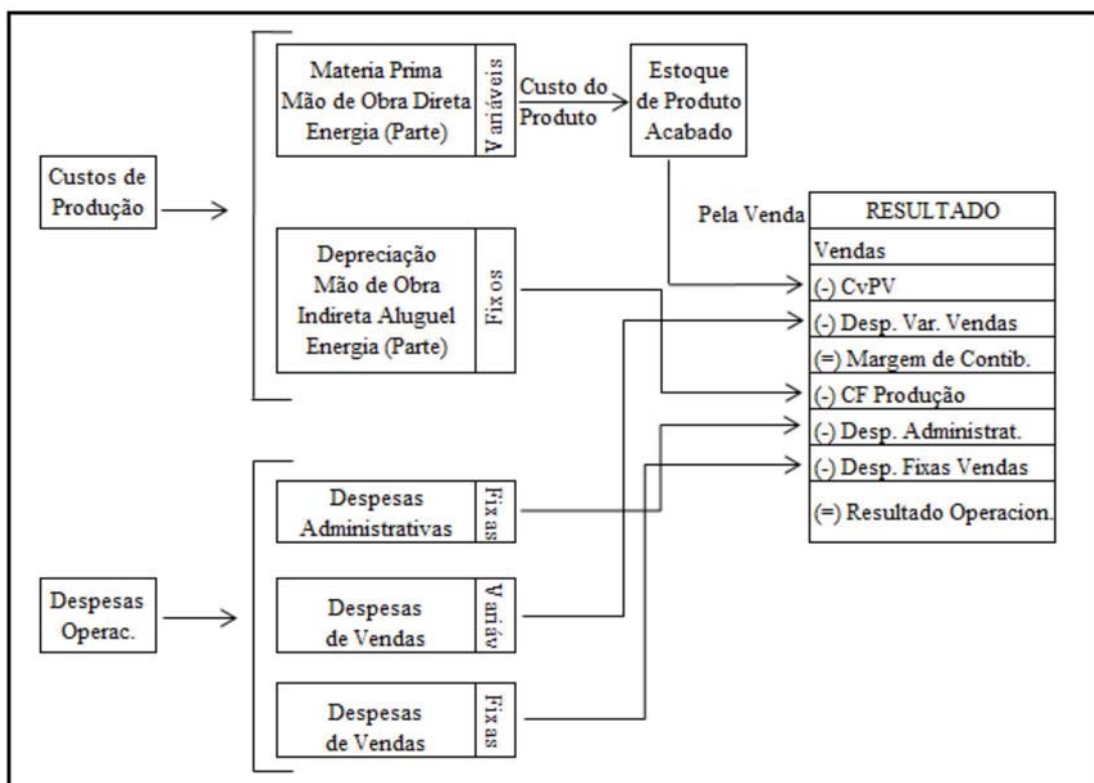 Custos de
Produção
Materia Prima
Mão de Obra Direta
Energia (Parte)
Variáveis
Custo do
Produto
Estoque
de Produto
Acabado
Depreciação
Mão de Obra
Indireta Aluguel
Energia (Parte)
Fixos
Pela Venda
RESULTADO
Vendas
(-) CvPV
(-) Desp. Var. Vendas
(=) Margem de Contib.
(-) CF Produção
(-) Desp. Administrat.
(-) Desp. Fixas Vendas
(=) Resultado Operacion.
Despesas
Operac.
Despesas
Administrativas
Fixas
Despesas
de Vendas
Variáv
Despesas
de Vendas
Fixas